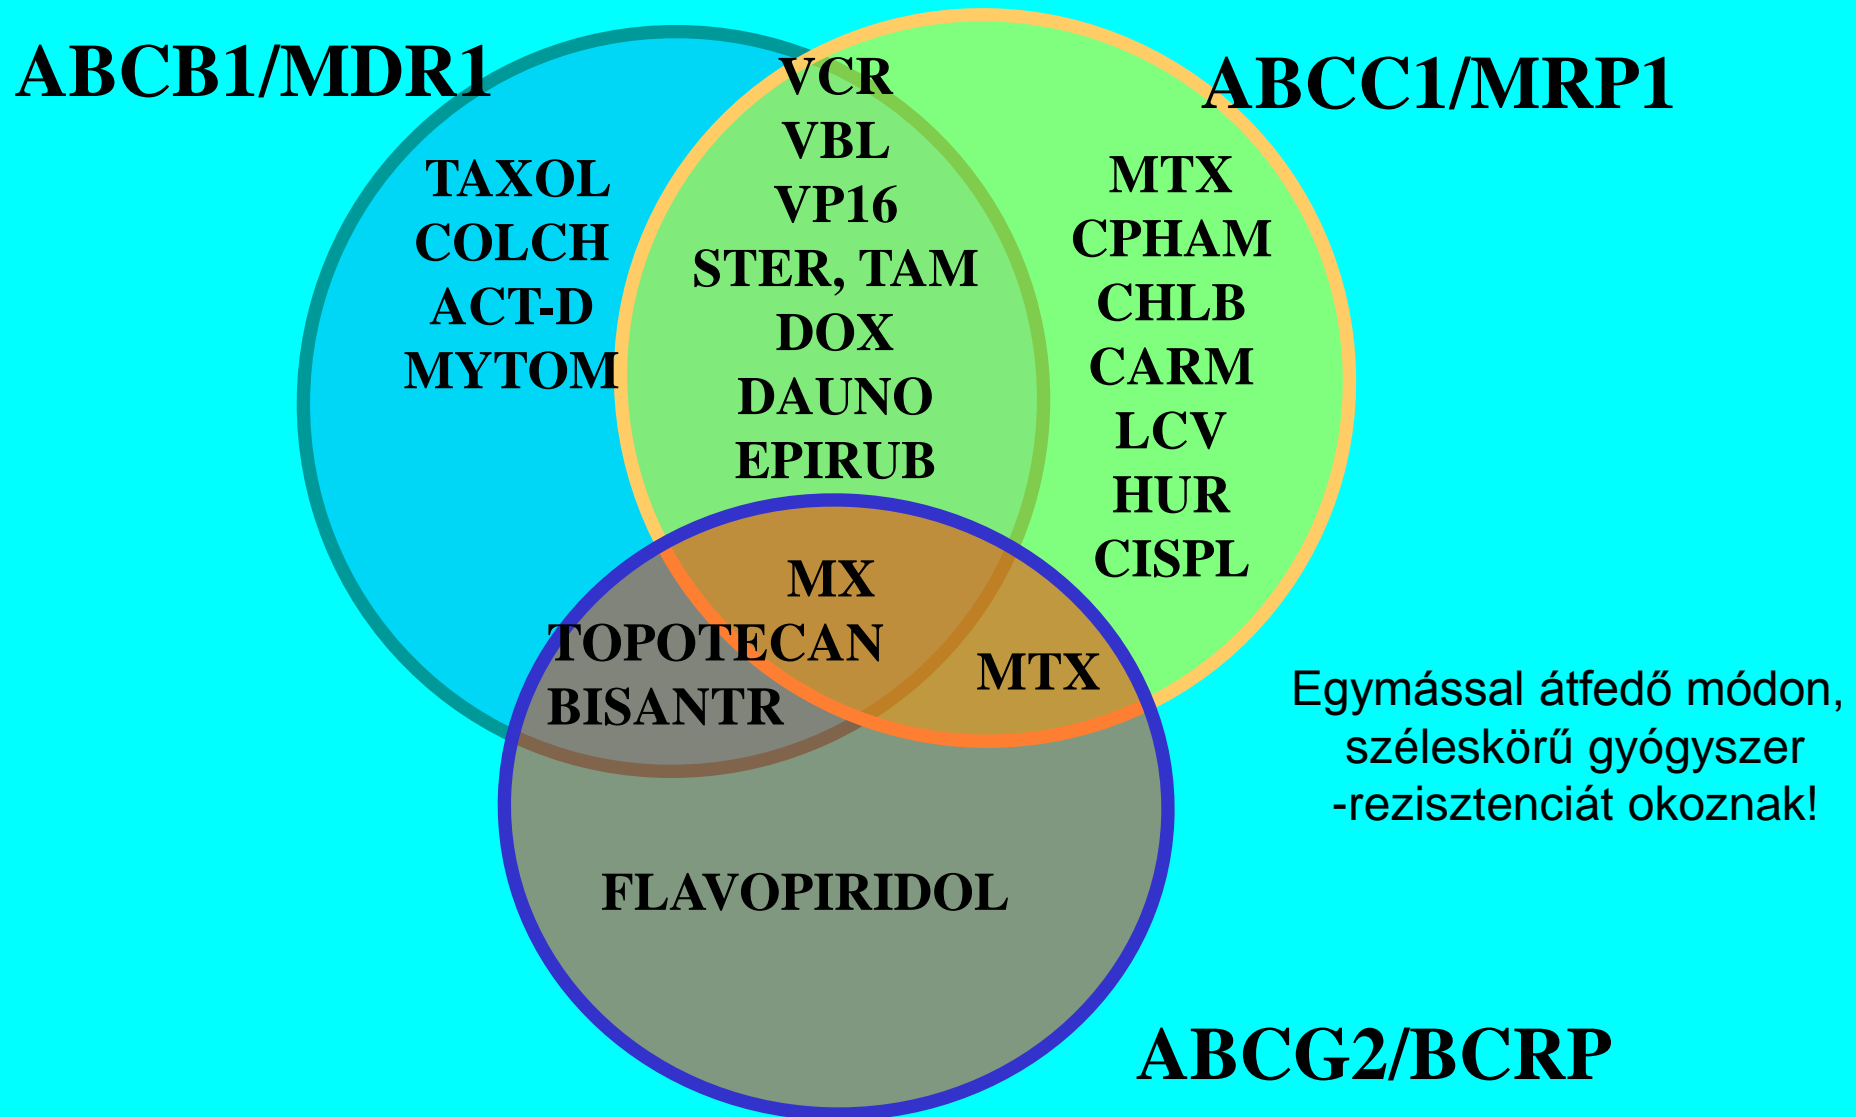 ABCB1/MDR1
TAXOL
COLCH
ACT-D
MYTOM
VCR
VBL
VP16
STER, TAM
DOX
DAUNO
EPIRUB
ABCC1/MRP1
MTX
CPHAM
CHLB
CARM
LCV
HUR
CISPL
MX
TOPOTECAN
BISANTR
MTX
Egymással átfedő módon,
széleskörű gyógyszer
-rezisztenciát okoznak!
FLAVOPIRIDOL
ABCG2/BCRP